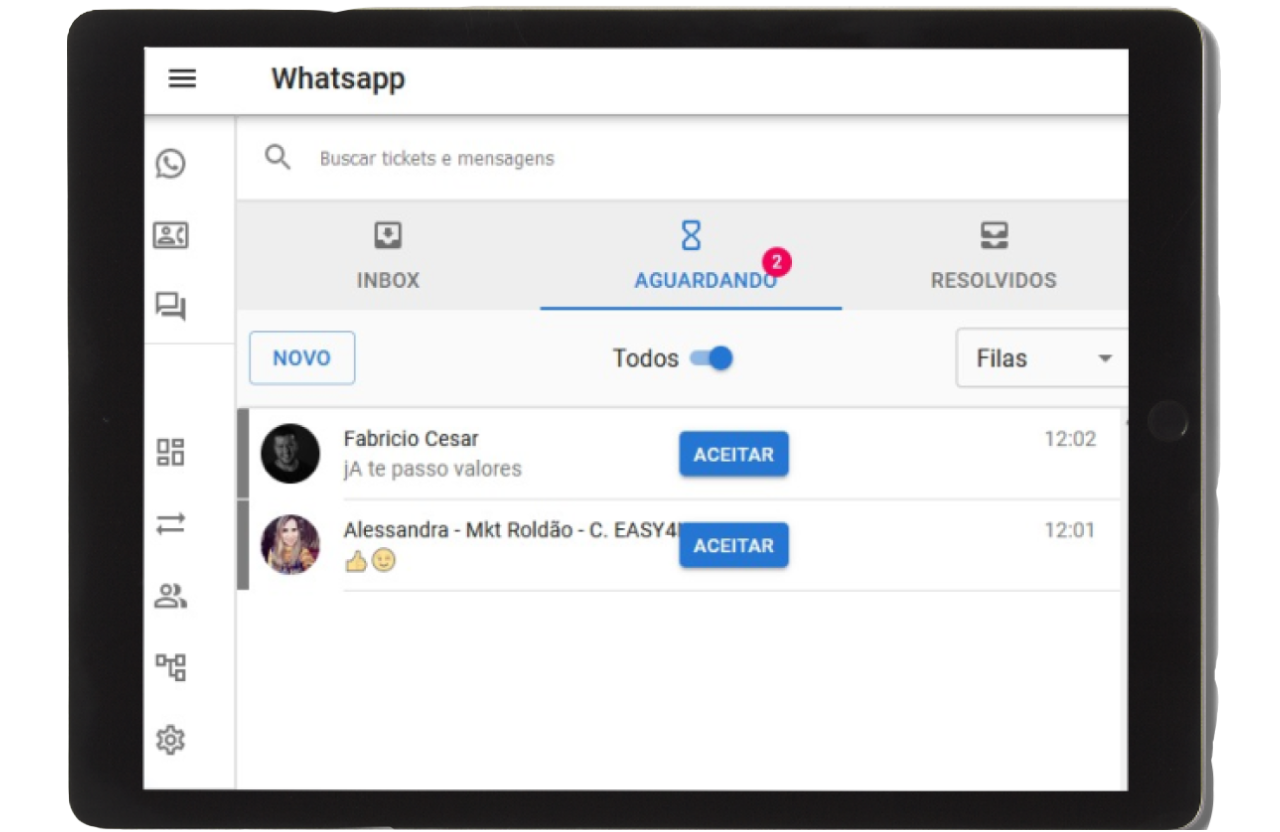 Whatsapp
Buscar tickets e mensagens
INBOX
AGUARDANDO
2
RESOLVIDOS
NOVO
Todos
Filas
Fabricio Cesar
jA te passo valores
ACEITAR
12:02
Alessandra - Mkt Roldão - C.
ACEITAR
12:01